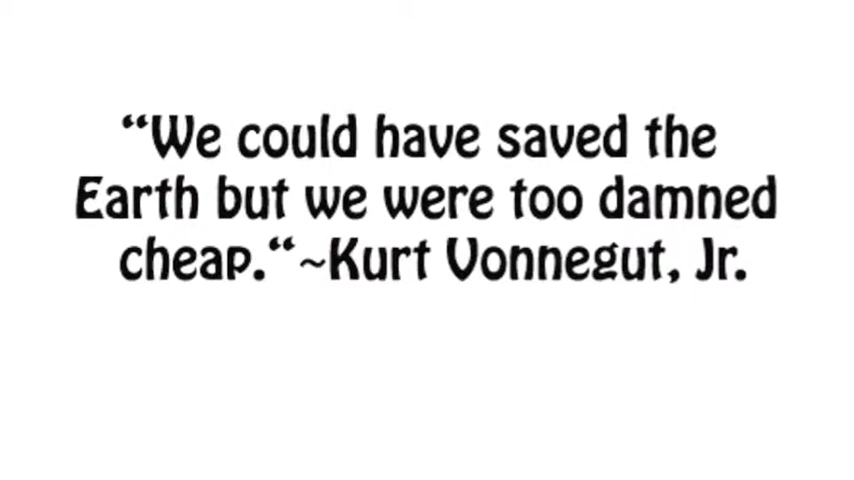 “We could have saved the
Earth but we were too damned
cheap.“~Kurt Vonnegut, Jr.